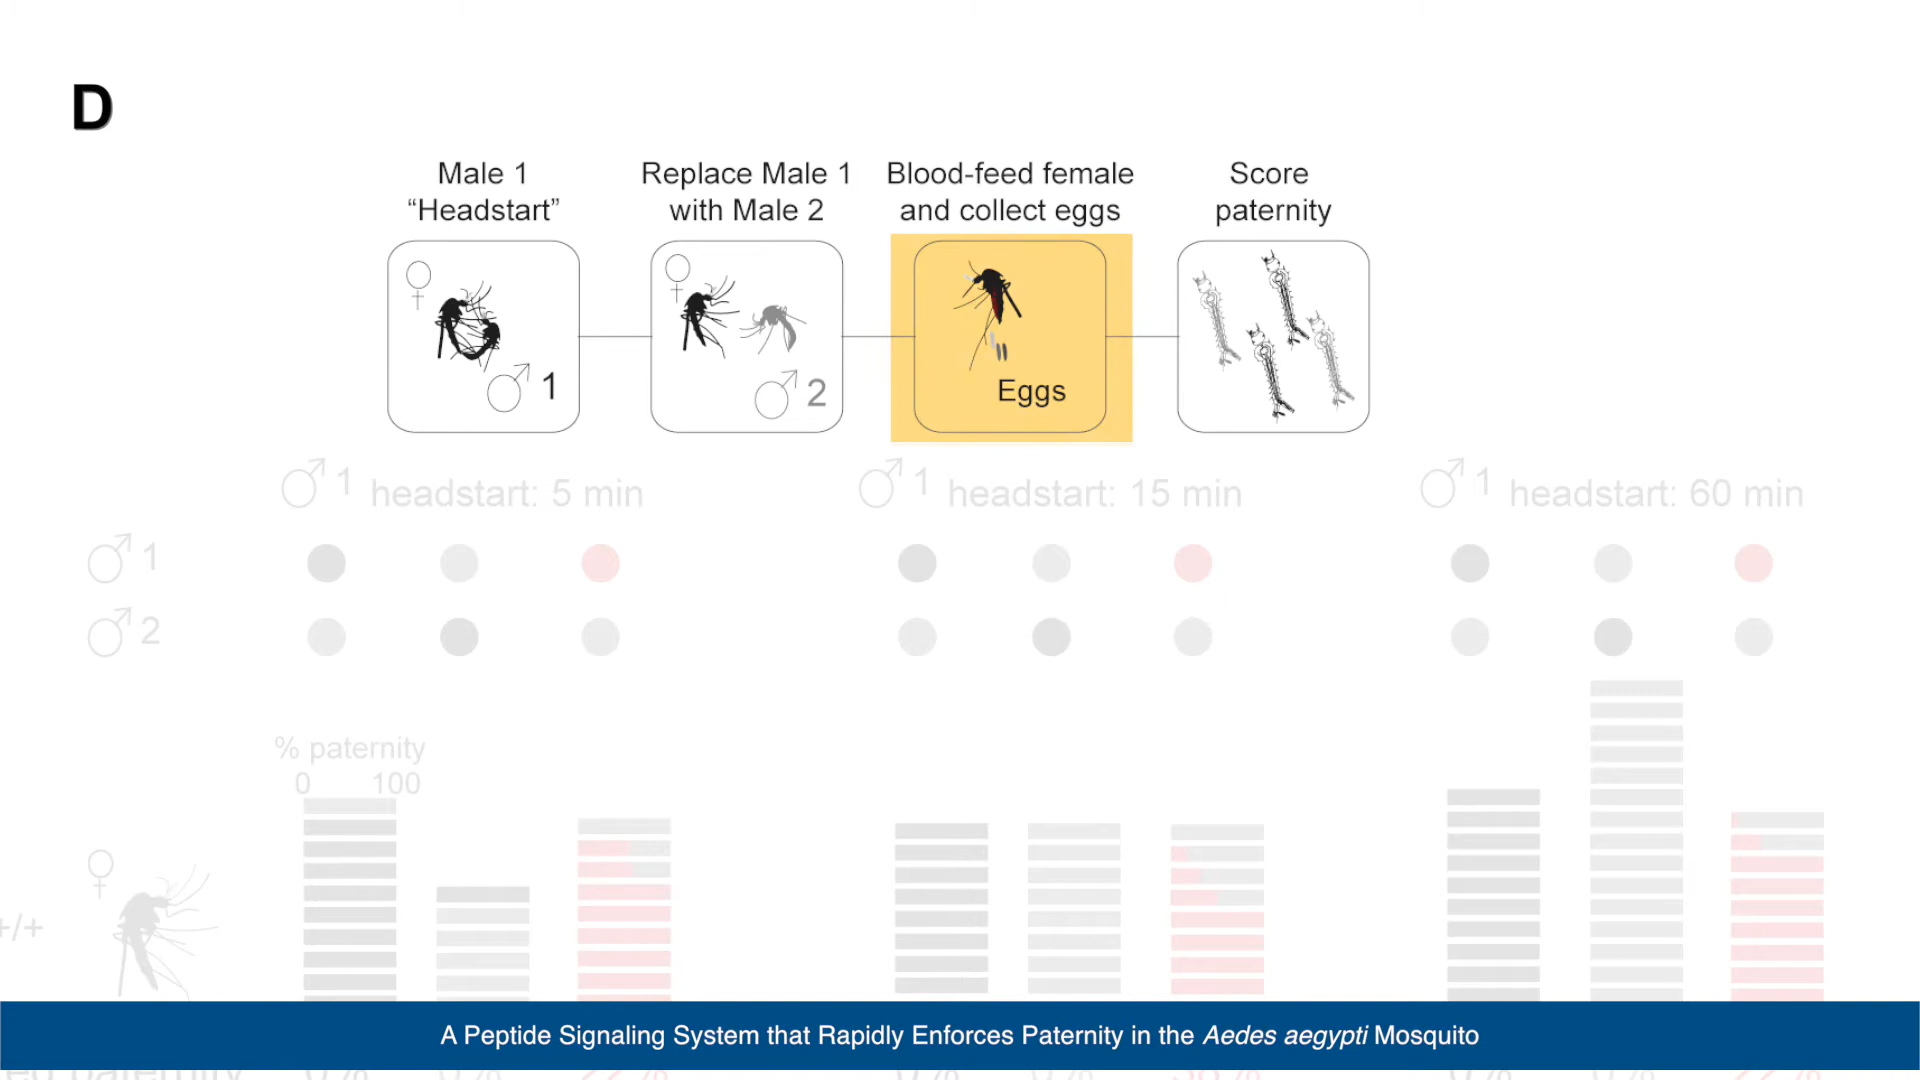 D
Male 1
“Headstart”
Replace Male 1
with Male 2
Blood-feed female
and collect eggs
Score
paternity
♀
♂ 1
♀
♂ 2
Eggs
♂ 1 headstart: 5 min
♂ 1 headstart: 15 min
♂ 1 headstart: 60 min
♂ 1
♂ 2
% paternity
0 100
♀
+/+
A Peptide Signaling System that Rapidly Enforces Paternity in the Aedes aegypti Mosquito